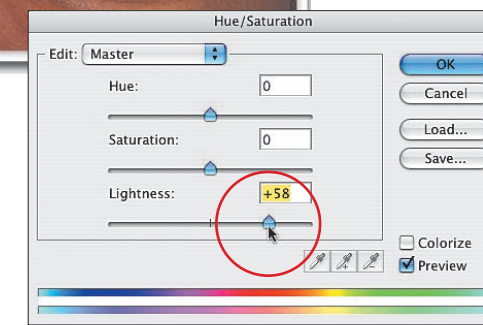 Hue/Saturation
Edit: Master
OK
Hue: 0
Cancel
Saturation: 0
Load...
Save...
Lightness: +58
Colorize
Preview